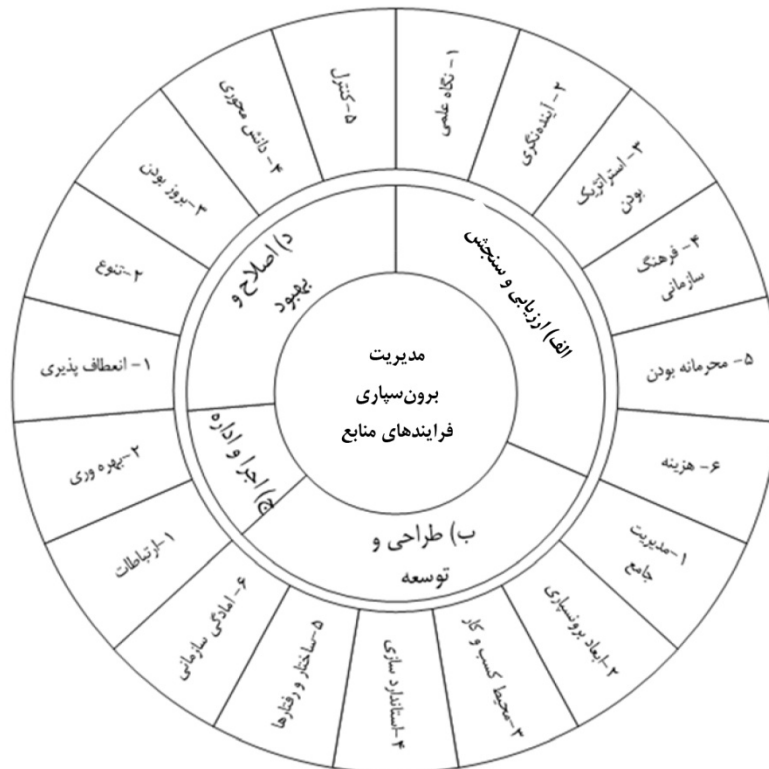 مدیریت
برون‌سپاری
فرایندهای منابع
الف) ارزیابی و سنجش
۱- نگاه علمی
۲- آینده‌نگری
۳- استراتژیک
بودن
۴- فرهنگ
سازمانی
۵- محرمانه بودن
۶- هزینه
ب) طراحی و
توسعه
۱-مدیریت
جامع
۲-ابعاد برونسپاری
۳-محیط کسب و کار
۴-استاندارد سازی
۵-ساختار و رفتارها
۶-امادگی سازمانی
ج) اجرا و اداره
۱-ارتباطات
۲-بهره وری
د) اصلاح و
بهبود
۱- انعطاف پذیری
۲-تنوع
۳-بروز بودن
۴- دانش محوری
۵-کنترل